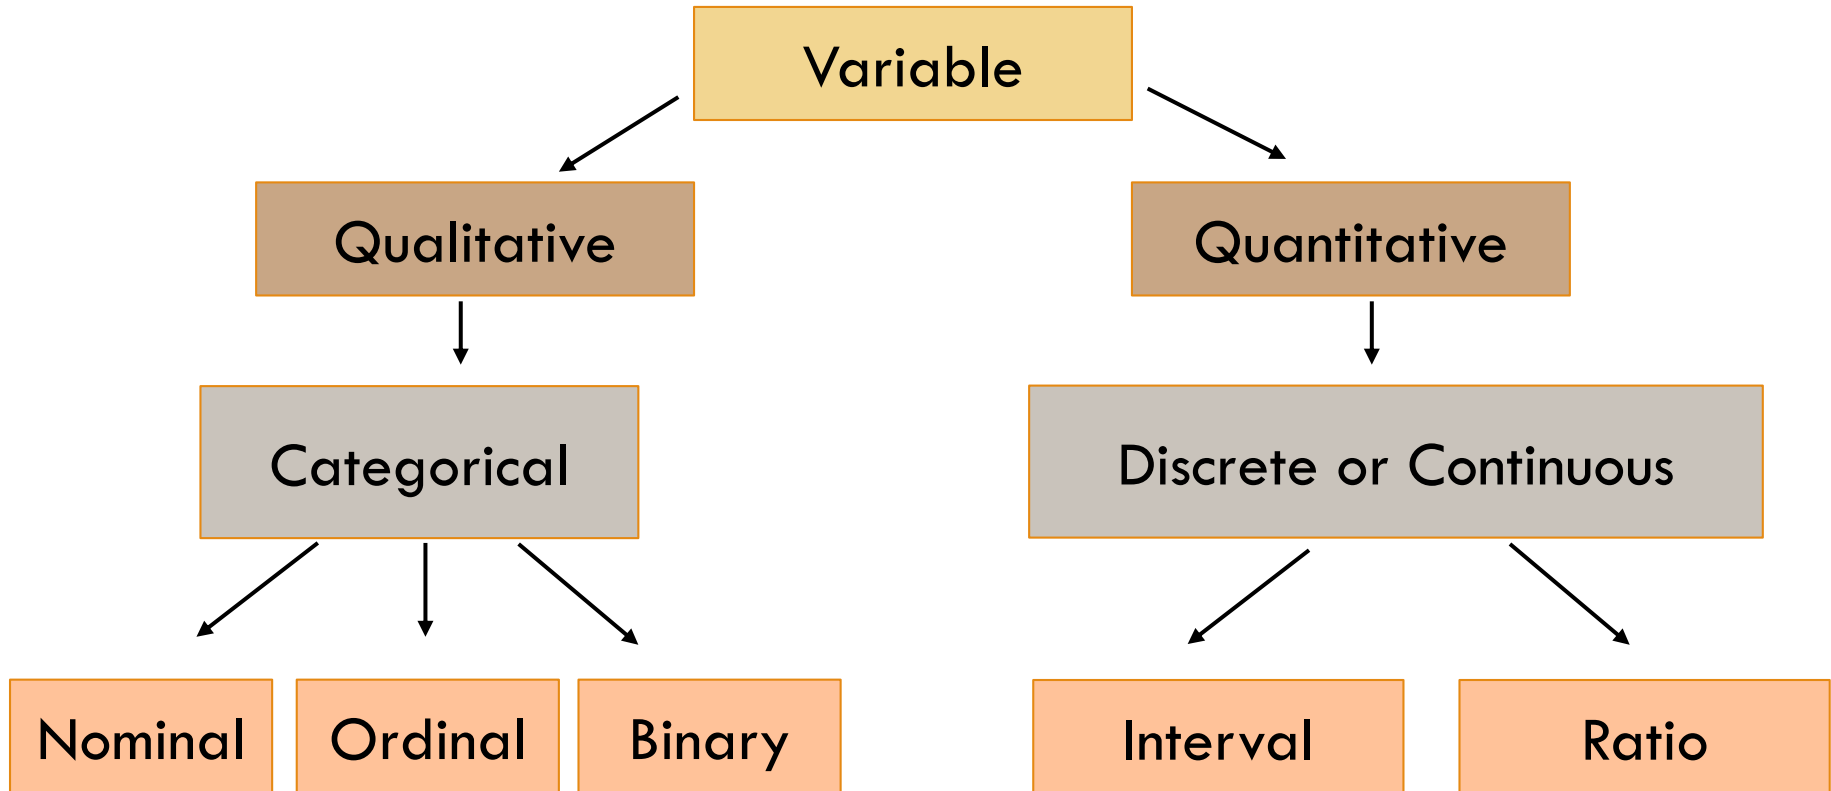 Variable
Qualitative
Quantitative
Categorical
Discrete or Continuous
Nominal
Ordinal
Binary
Interval
Ratio